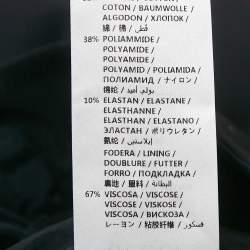 COTON / BAUMWOLLE /
ALGODON / ХЛОПОК /
綿 / 棉 / قطن /
38% POLIAMMIDE /
POLYAMIDE /
POLYAMIDE /
POLYAMID / POLIAMIDA /
ПОЛИАМИД / ナイロン /
锦纶 / بولي أميد /
10% ELASTAN / ELASTANE /
ELASTHANNE /
ELASTHAN / ELASTANO /
ЭЛАСТАН / ポリウレタン /
氨纶 / إيلاستين /
FODERA / LINING /
DOUBLURE / FUTTER /
FORRO / ПОДКЛАДКА /
裏地 / 里料 / البطانة /
67% VISCOSA / VISCOSE /
VISCOSE / VISKOSE /
VISCOSA / ВИСКОЗА /
レーヨン / 粘胶纤维 / فسكوز /